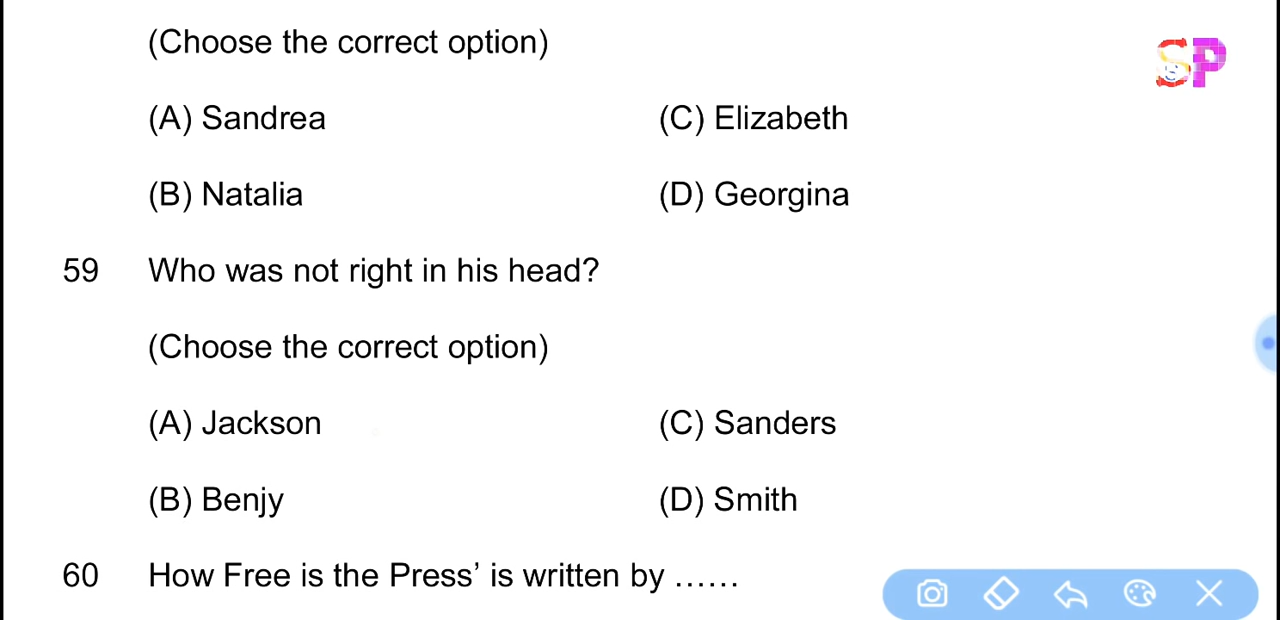 (Choose the correct option)
SP
(A) Sandrea (C) Elizabeth
(B) Natalia (D) Georgina
59 Who was not right in his head?
(Choose the correct option)
(A) Jackson (C) Sanders
(B) Benjy (D) Smith
60 How Free is the Press’ is written by ......